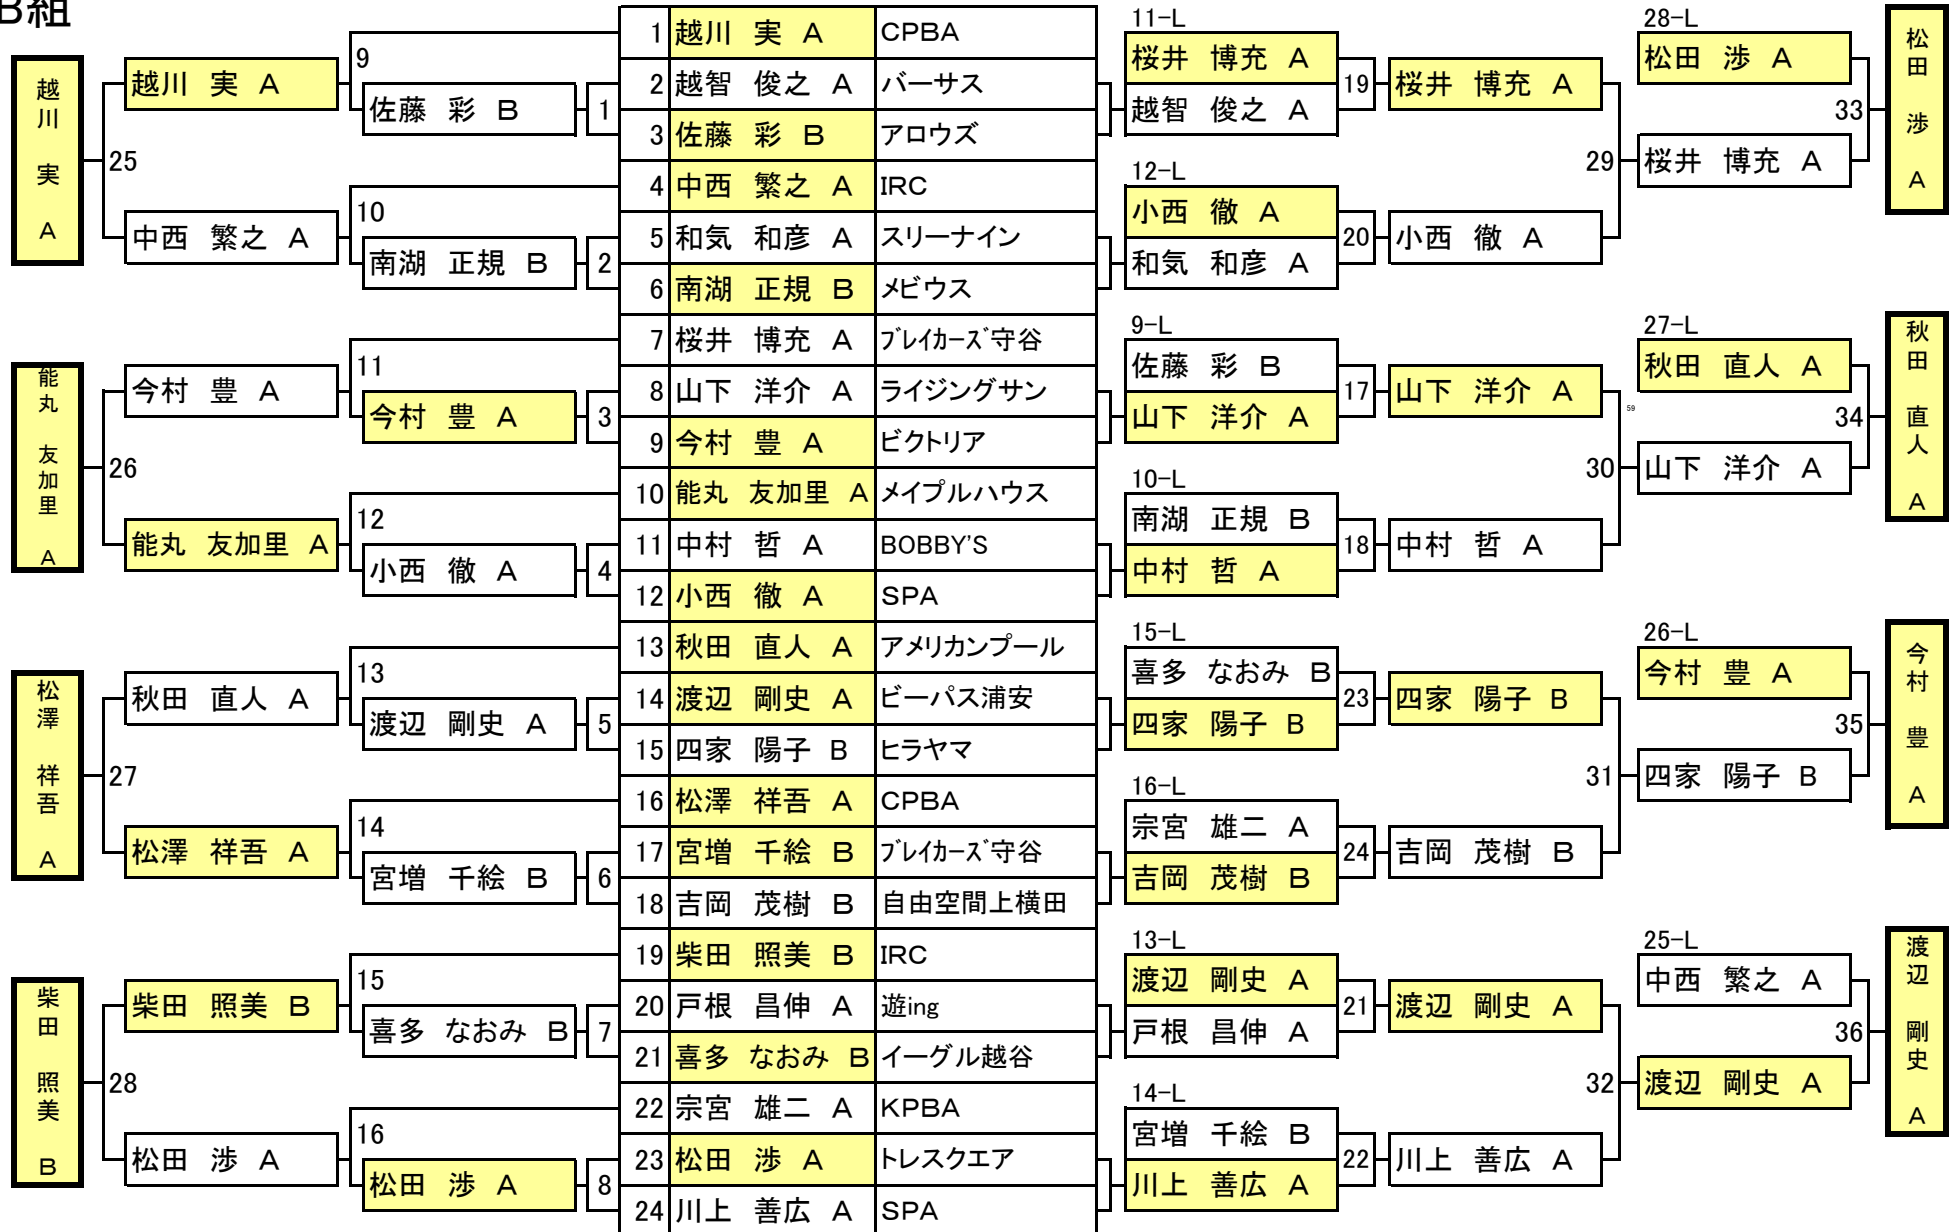 B組
越川 実 A
能丸 友加里 A
松澤 祥吾 A
柴田 照美 B
25
26
27
28
越川 実 A
中西 繁之 A
今村 豊 A
能丸 友加里 A
秋田 直人 A
松澤 祥吾 A
柴田 照美 B
松田 渉 A
9
佐藤 彩 B 1
10
南湖 正規 B 2
11
今村 豊 A 3
12
小西 徹 A 4
13
渡辺 剛史 A 5
14
宮増 千絵 B 6
15
喜多 なおみ B 7
16
松田 渉 A 8
1 越川 実 A CPBA
2 越智 俊之 A バーサス
3 佐藤 彩 B アロウズ
4 中西 繁之 A IRC
5 和気 和彦 A スリーナイン
6 南湖 正規 B メビウス
7 桜井 博充 A ブレイカーズ守谷
8 山下 洋介 A ライジングサン
9 今村 豊 A ビクトリア
10 能丸 友加里 A メイプルハウス
11 中村 哲 A BOBBY'S
12 小西 徹 A SPA
13 秋田 直人 A アメリカンプール
14 渡辺 剛史 A ビーパス浦安
15 四家 陽子 B ヒラヤマ
16 松澤 祥吾 A CPBA
17 宮増 千絵 B ブレイカーズ守谷
18 吉岡 茂樹 B 自由空間上横田
19 柴田 照美 B IRC
20 戸根 昌伸 A 遊ing
21 喜多 なおみ B イーグル越谷
22 宗宮 雄二 A KPBA
23 松田 渉 A トレスクエア
24 川上 善広 A SPA
11-L
桜井 博充 A
越智 俊之 A
19
12-L
小西 徹 A
和気 和彦 A
20
9-L
佐藤 彩 B
山下 洋介 A
17
10-L
南湖 正規 B
中村 哲 A
18
15-L
喜多 なおみ B
四家 陽子 B
23
16-L
宗宮 雄二 A
吉岡 茂樹 B
24
13-L
渡辺 剛史 A
戸根 昌伸 A
21
14-L
宮増 千絵 B
川上 善広 A
22
桜井 博充 A
小西 徹 A
29
山下 洋介 A
59
中村 哲 A
30
四家 陽子 B
吉岡 茂樹 B
31
渡辺 剛史 A
川上 善広 A
32
28-L
松田 渉 A
33
桜井 博充 A
27-L
秋田 直人 A
34
山下 洋介 A
26-L
今村 豊 A
35
四家 陽子 B
25-L
中西 繁之 A
36
渡辺 剛史 A
松田 渉 A
秋田 直人 A
今村 豊 A
渡辺 剛史 A